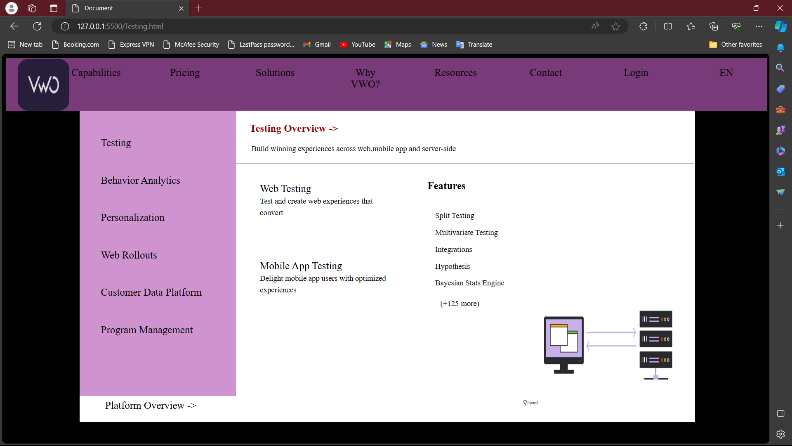 Document
127.0.0.1:5500/Testing.html
New tab
Booking.com
Express VPN
McAfee Security
LastPass password...
Gmail
YouTube
Maps
News
Translate
Other favorites
VWO
Capabilities
Pricing
Solutions
Why
VWO?
Resources
Contact
Login
EN
Testing
Behavior Analytics
Personalization
Web Rollouts
Customer Data Platform
Program Management
Platform Overview ->
Testing Overview ->
Build winning experiences across web,mobile app and server-side
Web Testing
Test and create web experiences that
convert
Mobile App Testing
Delight mobile app users with optimized
experiences
Features
Split Testing
Multivariate Testing
Integrations
Hypothesis
Bayesian Stats Engine
(+125 more)